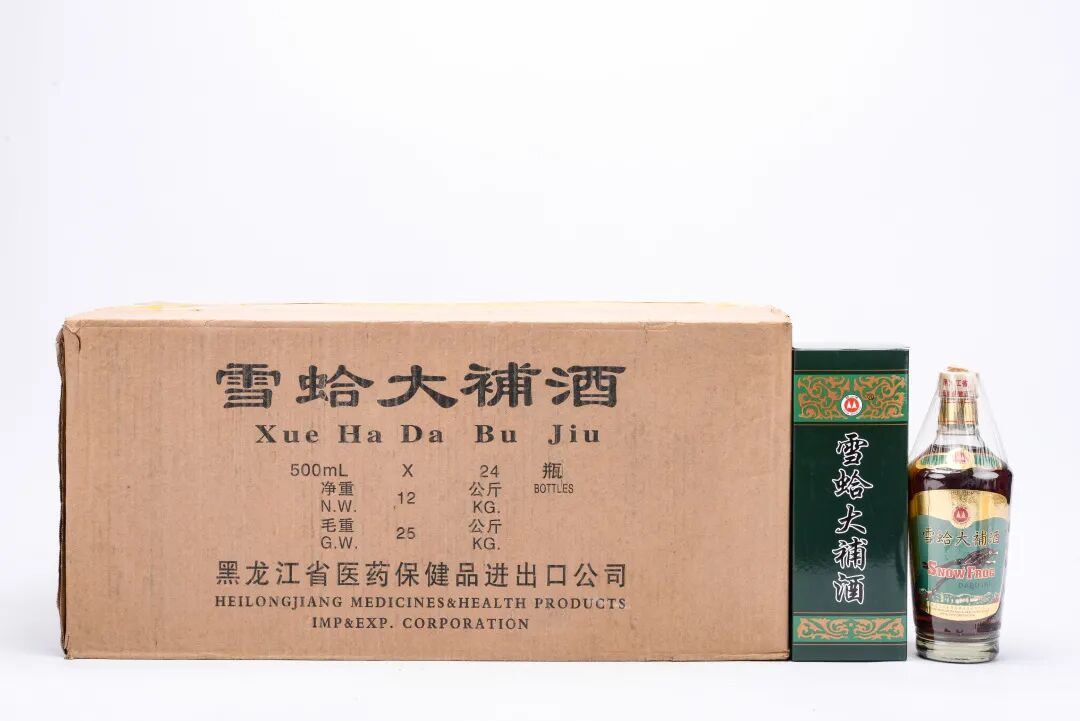 雪蛤大補酒
Xue Ha Da Bu Jiu
500mL X 24 瓶
BOTTLES
净重 12 公斤
N.W. KG.
毛重 25 公斤
G.W. KG.
黑龙江省医药保健品进出口公司
HEILONGJIANG MEDICINES&HEALTH PRODUCTS
IMP&EXP. CORPORATION
雪蛤大補酒
雪蛤大補酒
SNOW FROG
DABU JIU